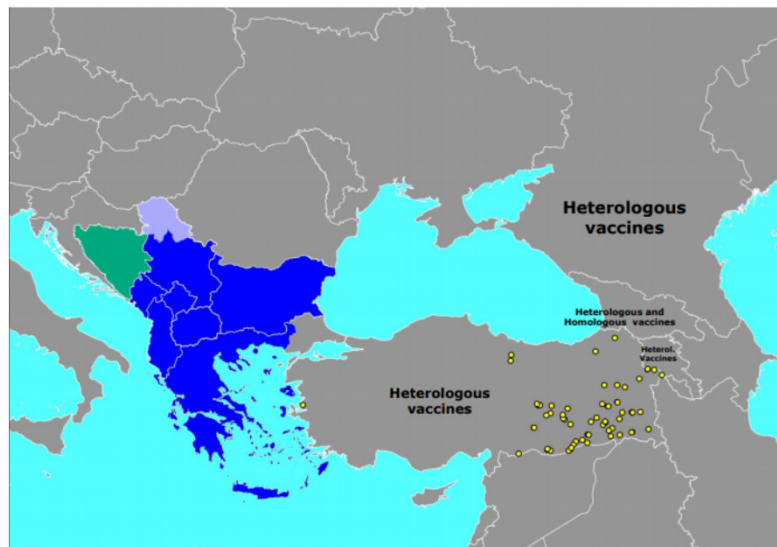 Heterologous
vaccines
Heterologous and
Homologous vaccines
Heterol.
Vaccines
Heterologous
vaccines